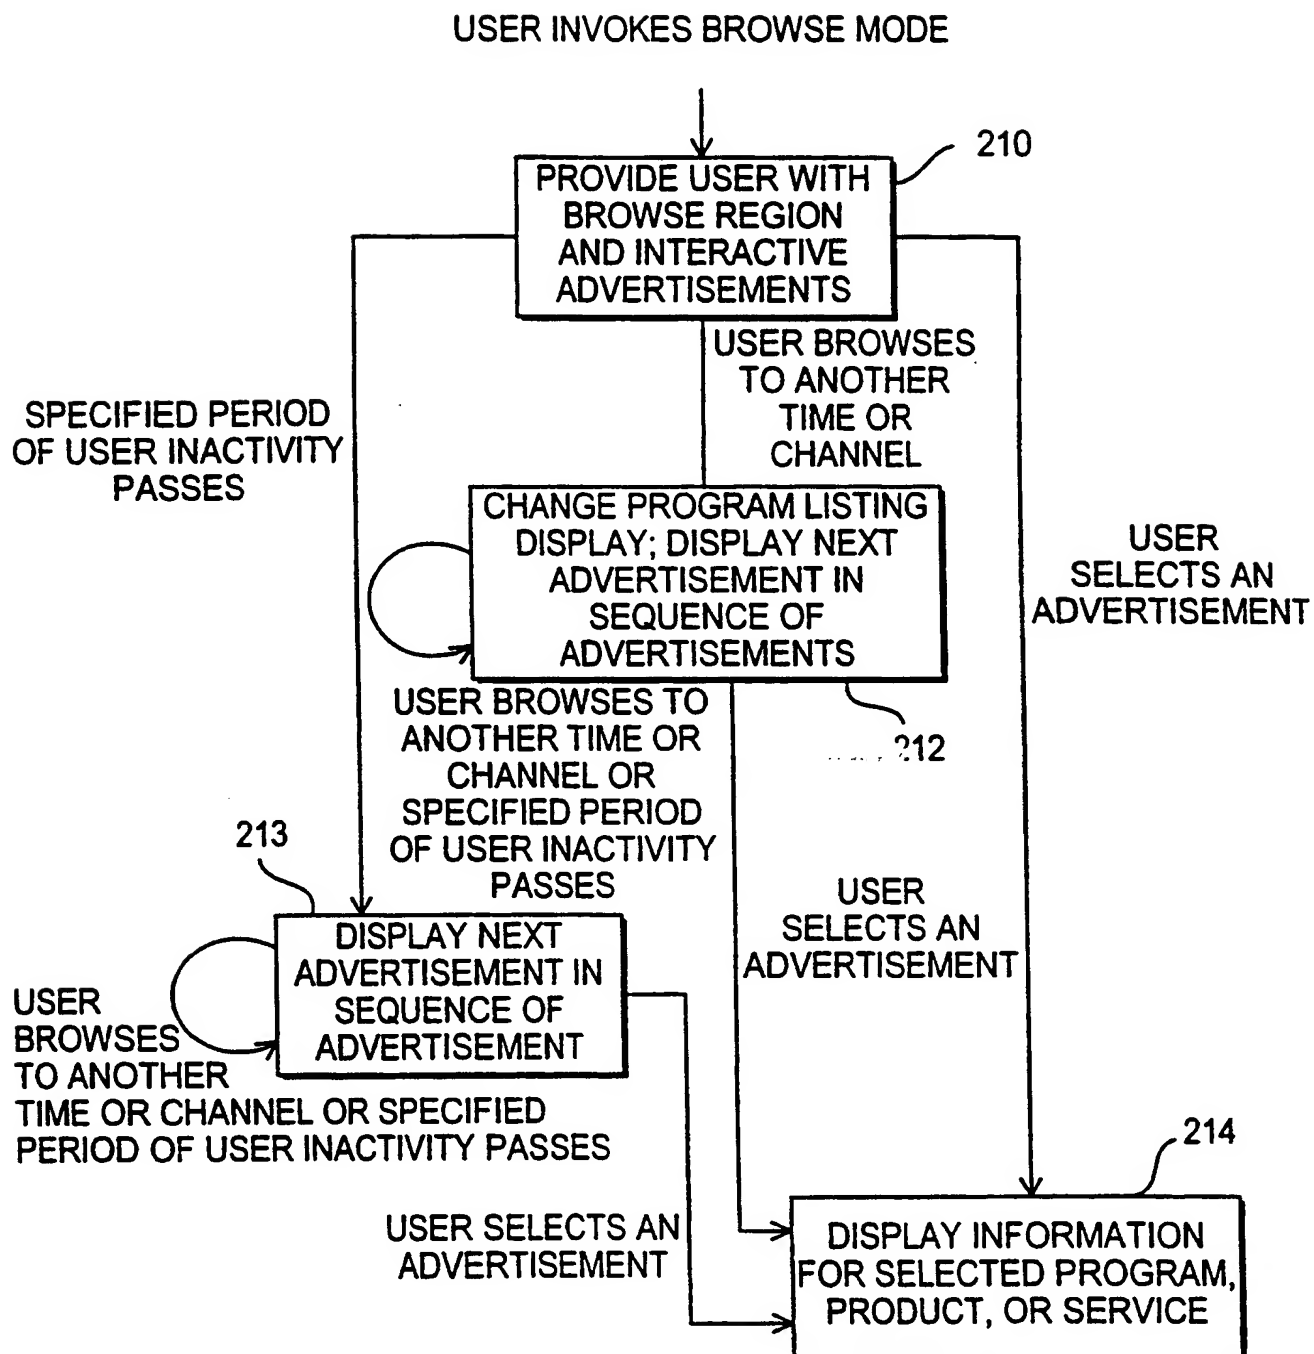 USER INVOKES BROWSE MODE
210
PROVIDE USER WITH
BROWSE REGION
AND INTERACTIVE
ADVERTISEMENTS
USER BROWSES
TO ANOTHER
TIME OR
CHANNEL
SPECIFIED PERIOD
OF USER INACTIVITY
PASSES
CHANGE PROGRAM LISTING
DISPLAY; DISPLAY NEXT
ADVERTISEMENT IN
SEQUENCE OF
ADVERTISEMENTS
USER
SELECTS AN
ADVERTISEMENT
212
USER BROWSES TO
ANOTHER TIME OR
CHANNEL OR
SPECIFIED PERIOD
OF USER INACTIVITY
PASSES
213
USER
SELECTS AN
ADVERTISEMENT
DISPLAY NEXT
ADVERTISEMENT IN
SEQUENCE OF
ADVERTISEMENT
USER
BROWSES
TO ANOTHER
TIME OR CHANNEL OR SPECIFIED
PERIOD OF USER INACTIVITY PASSES
214
USER SELECTS AN
ADVERTISEMENT
DISPLAY INFORMATION
FOR SELECTED PROGRAM,
PRODUCT, OR SERVICE